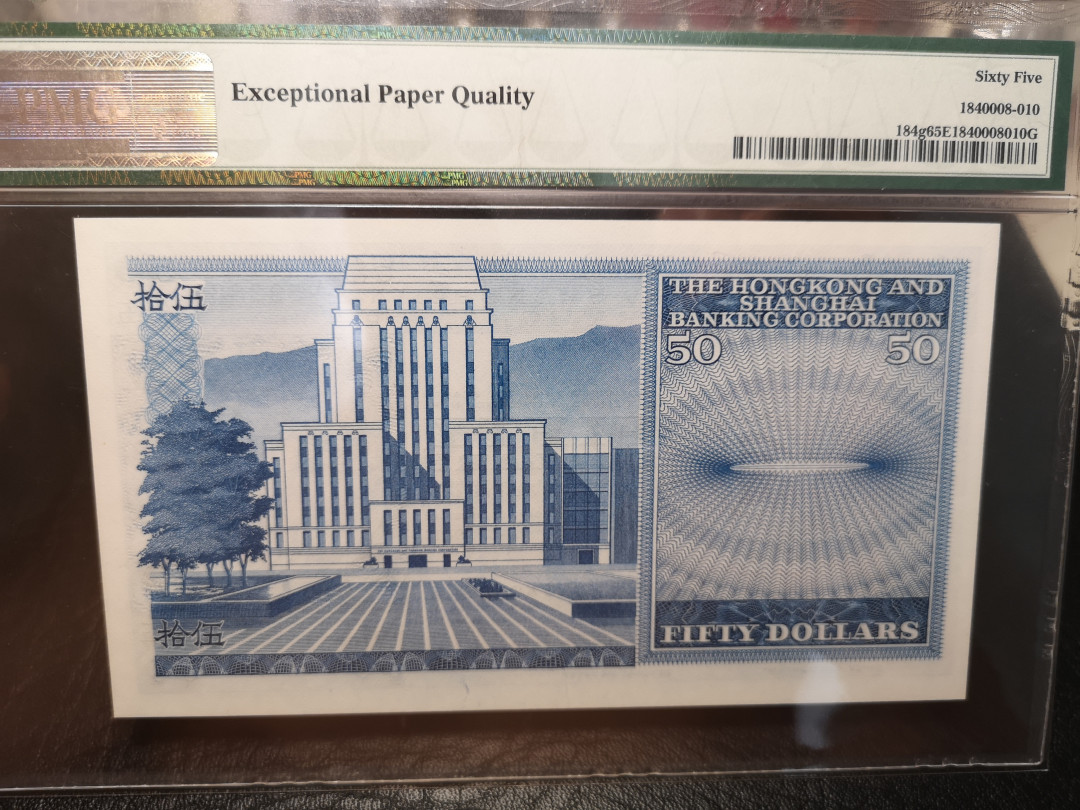 PMG
Exceptional Paper Quality
Sixty Five
1840008-010
184g65E1840008010G
伍拾
THE HONGKONG AND
SHANGHAI
BANKING CORPORATION
50 50
伍拾
FIFTY DOLLARS